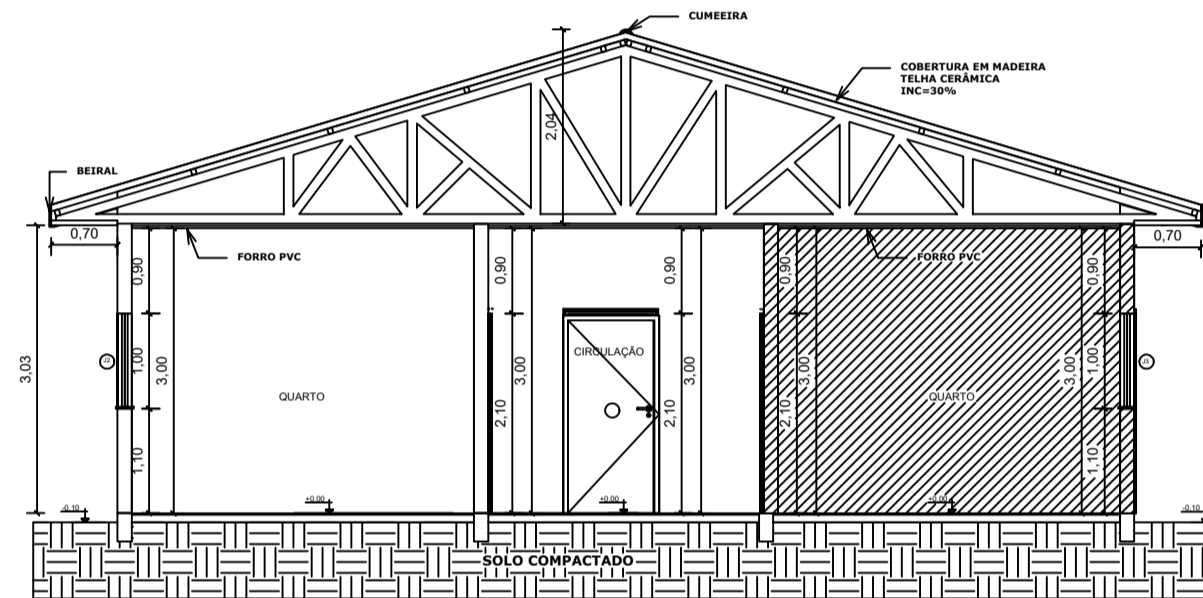 CUMEEIRA
COBERTURA EM MADEIRA
TELHA CERÂMICA
INC=30%
2,04
BEIRAL
0,70
0,70
FORRO PVC
FORRO PVC
0,90
0,90
0,90
0,90
0,90
3,03
1,00
3,00
3,00
CIRCULAÇÃO
3,00
3,00
3,00
1,00
J3
J3
QUARTO
QUARTO
1,10
2,10
2,10
2,10
1,10
-0.10
+0.00
+0.00
+0.00
-0.10
SOLO COMPACTADO